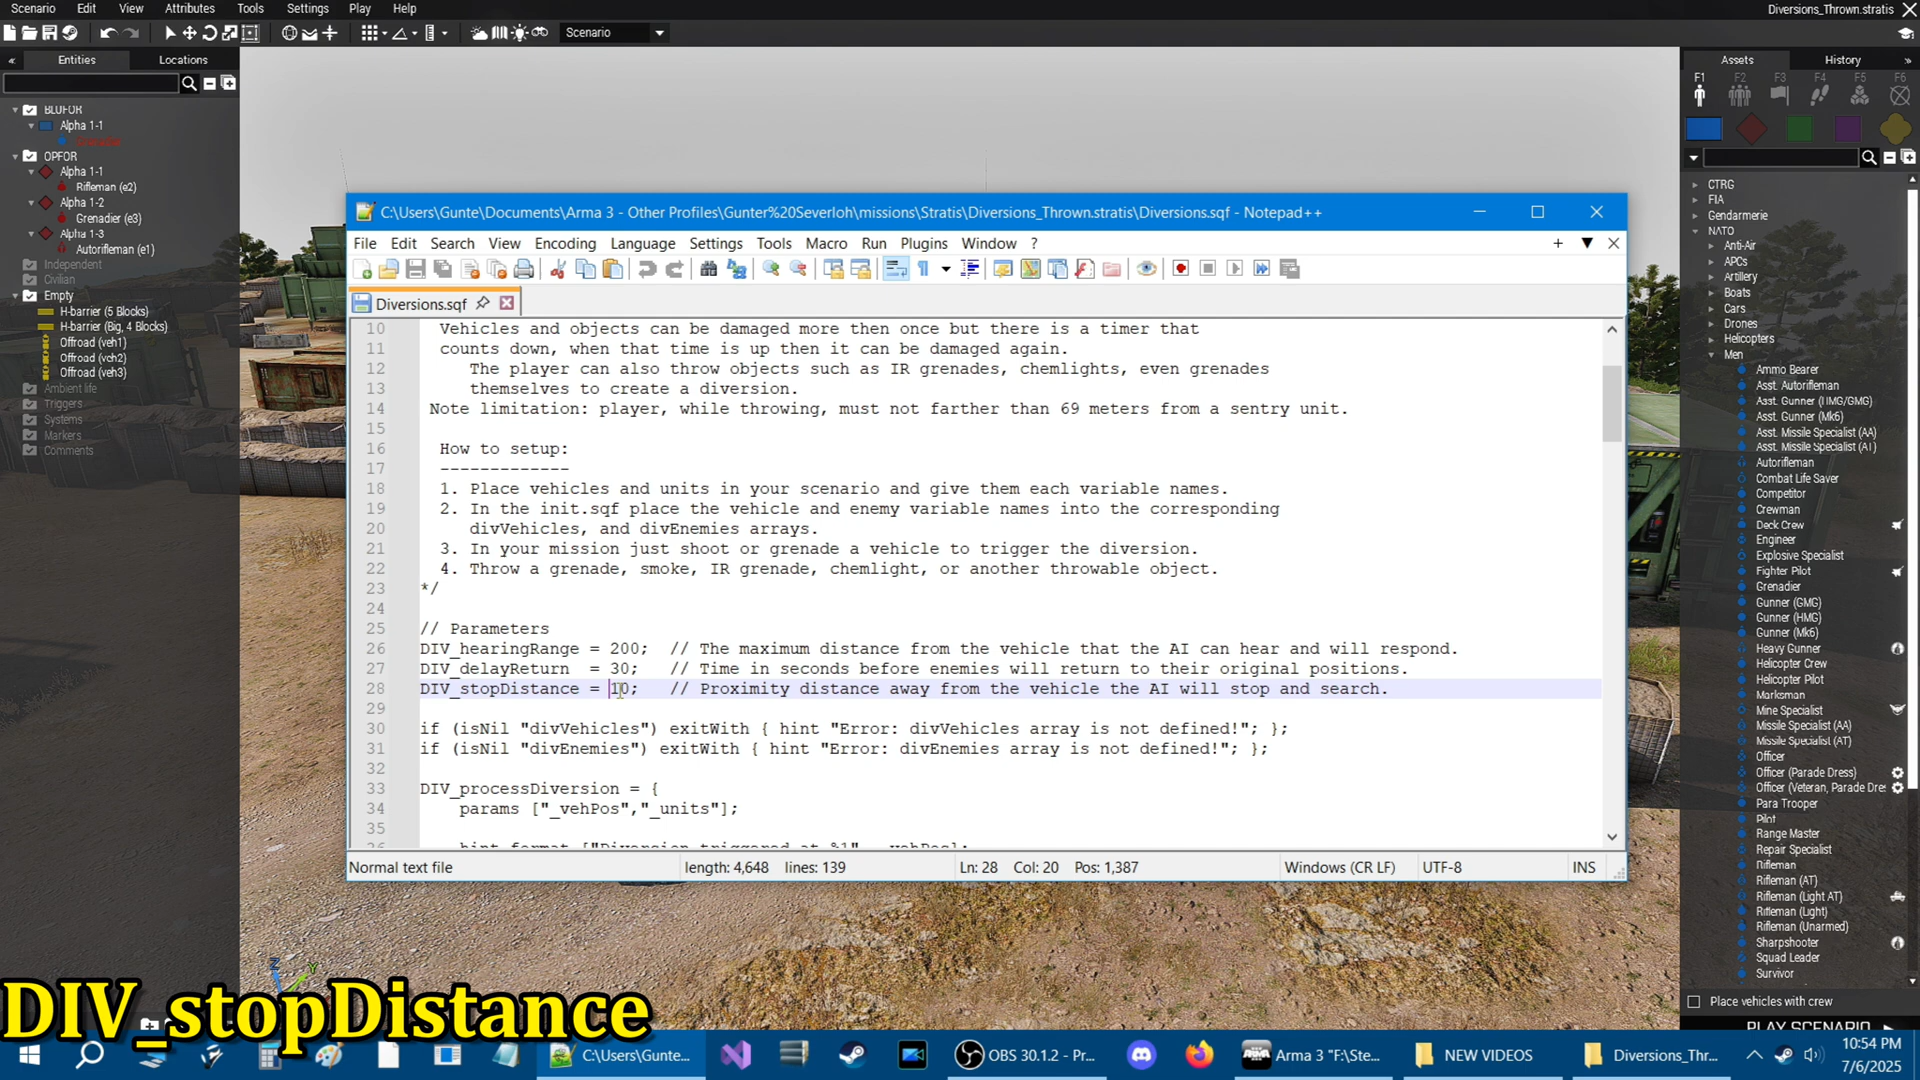 Scenario Edit View Attributes Tools Settings Play Help
Diversions_Thrown.stratis
Scenario
Entities Locations
BLUFOR
Alpha 1-1
OPFOR
Alpha 1-1
Rifleman (e2)
Alpha 1-2
Grenadier (e3)
Alpha 1-3
Autorifleman (e1)
Independent
Civilian
Empty
H-barrier (5 Blocks)
H-barrier (Big, 4 Blocks)
Offroad (veh1)
Offroad (veh2)
Offroad (veh3)
Ambient life
Triggers
Systems
Markers
Comments
C:\Users\Gunte\Documents\Arma 3 - Other Profiles\Gunter%20Severloh\missions\Stratis\Diversions_Thrown.stratis\Diversions.sqf - Notepad++
File Edit Search View Encoding Language Settings Tools Macro Run Plugins Window ?
Diversions.sqf
10 Vehicles and objects can be damaged more then once but there is a timer that
11 counts down, when that time is up then it can be damaged again.
12 The player can also throw objects such as IR grenades, chemlights, even grenades
13 themselves to create a diversion.
14 Note limitation: player, while throwing, must not farther than 69 meters from a sentry unit.
15
16 How to setup:
17 -------------
18 1. Place vehicles and units in your scenario and give them each variable names.
19 2. In the init.sqf place the vehicle and enemy variable names into the corresponding
20 divVehicles, and divEnemies arrays.
21 3. In your mission just shoot or grenade a vehicle to trigger the diversion.
22 4. Throw a grenade, smoke, IR grenade, chemlight, or another throwable object.
23 */
24
25 // Parameters
26 DIV_hearingRange = 200; // The maximum distance from the vehicle that the AI can hear and will respond.
27 DIV_delayReturn = 30; // Time in seconds before enemies will return to their original positions.
28 DIV_stopDistance = 10; // Proximity distance away from the vehicle the AI will stop and search.
29
30 if (isNil "divVehicles") exitWith { hint "Error: divVehicles array is not defined!"; };
31 if (isNil "divEnemies") exitWith { hint "Error: divEnemies array is not defined!"; };
32
33 DIV_processDiversion = {
34 params ["_vehPos","_units"];
35
hint format ["Diversion triggered at %1", _vehPos];
Normal text file length: 4,648 lines: 139 Ln: 28 Col: 20 Pos: 1,387 Windows (CR LF) UTF-8 INS
Assets History
F1 F2 F3 F4 F5 F6
CTRG
FIA
Gendarmerie
NATO
Anti-Air
APCs
Artillery
Boats
Cars
Drones
Helicopters
Men
Ammo Bearer
Asst. Autorifleman
Asst. Gunner (HMG/GMG)
Asst. Gunner (Mk6)
Asst. Missile Specialist (AA)
Asst. Missile Specialist (AT)
Autorifleman
Combat Life Saver
Competitor
Crewman
Deck Crew
Engineer
Explosive Specialist
Fighter Pilot
Grenadier
Gunner (GMG)
Gunner (HMG)
Gunner (Mk6)
Heavy Gunner
Helicopter Crew
Helicopter Pilot
Marksman
Mine Specialist
Missile Specialist (AA)
Missile Specialist (AT)
Officer
Officer (Parade Dress)
Officer (Veteran, Parade Dres
Para Trooper
Pilot
Range Master
Repair Specialist
Rifleman
Rifleman (AT)
Rifleman (Light AT)
Rifleman (Light)
Rifleman (Unarmed)
Sharpshooter
Squad Leader
Survivor
Place vehicles with crew
PLAY SCENARIO
DIV_stopDistance
C:\Users\Gunte...
OBS 30.1.2 - Pr...
Arma 3 "F:\Ste...
NEW VIDEOS
Diversions_Thr...
10:54 PM
7/6/2025